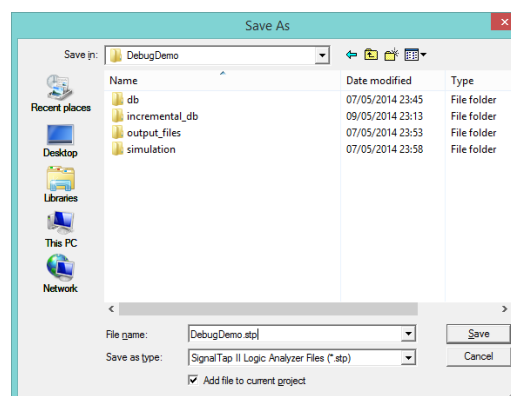 Save As
Save in: DebugDemo
Name Date modified Type
db 07/05/2014 23:45 File folder
incremental_db 09/05/2014 23:13 File folder
output_files 07/05/2014 23:53 File folder
simulation 07/05/2014 23:58 File folder
Recent places
Desktop
Libraries
This PC
Network
File name: DebugDemo.stp
Save
Save as type: SignalTap II Logic Analyzer Files (*.stp)
Cancel
Add file to current project